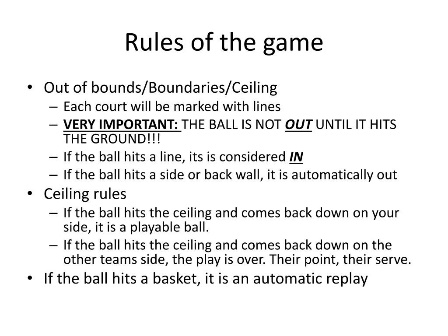 Rules of the game
• Out of bounds/Boundaries/Ceiling
– Each court will be marked with lines
– VERY IMPORTANT: THE BALL IS NOT OUT UNTIL IT HITS
THE GROUND!!!
– If the ball hits a line, its is considered IN
– If the ball hits a side or back wall, it is automatically out
• Ceiling rules
– If the ball hits the ceiling and comes back down on your
side, it is a playable ball.
– If the ball hits the ceiling and comes back down on the
other teams side, the play is over. Their point, their serve.
• If the ball hits a basket, it is an automatic replay